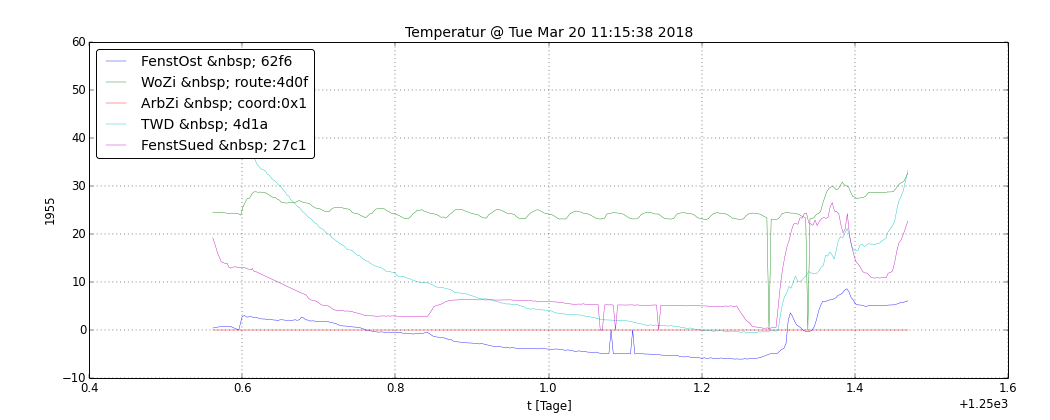 Temperatur @ Tue Mar 20 11:15:38 2018
60
50
40
30
20
10
0
−10
1955
FenstOst &nbsp; 62f6
WoZi &nbsp; route:4d0f
ArbZi &nbsp; coord:0x1
TWD &nbsp; 4d1a
FenstSued &nbsp; 27c1
0.4 0.6 0.8 1.0 1.2 1.4 1.6
t [Tage]
+1.25e3